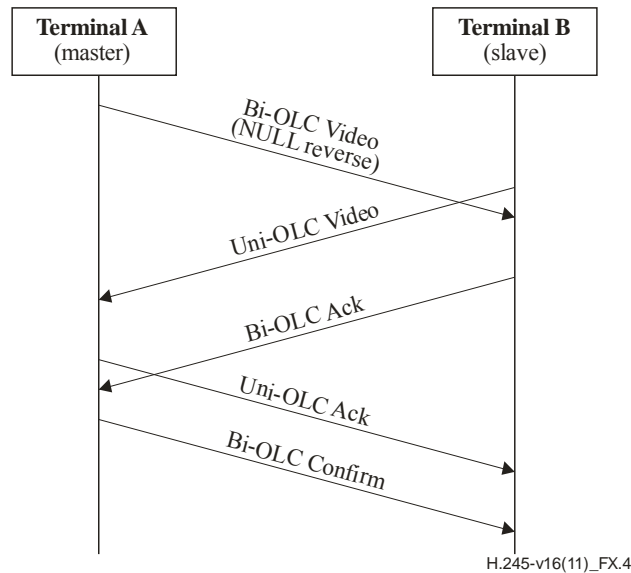 Terminal A
(master)
Terminal B
(slave)
Bi-OLC Video
(NULL reverse)
Uni-OLC Video
Bi-OLC Ack
Uni-OLC Ack
Bi-OLC Confirm
H.245-v16(11)_FX.4